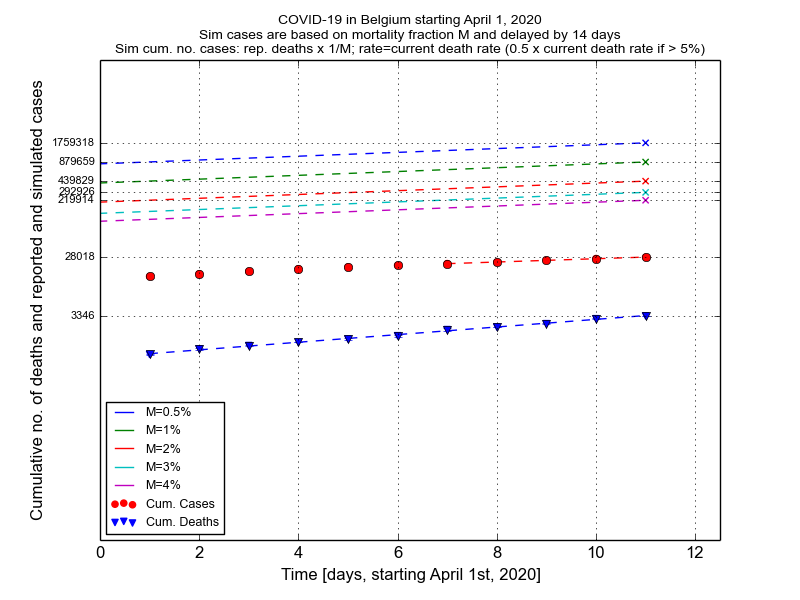 COVID-19 in Belgium starting April 1, 2020
Sim cases are based on mortality fraction M and delayed by 14 days
Sim cum. no. cases: rep. deaths x 1/M; rate=current death rate (0.5 x current death rate if > 5%)
Cumulative no. of deaths and reported and simulated cases
1759318
879659
439829
292926
219914
28018
3346
M=0.5%
M=1%
M=2%
M=3%
M=4%
Cum. Cases
Cum. Deaths
0 2 4 6 8 10 12
Time [days, starting April 1st, 2020]